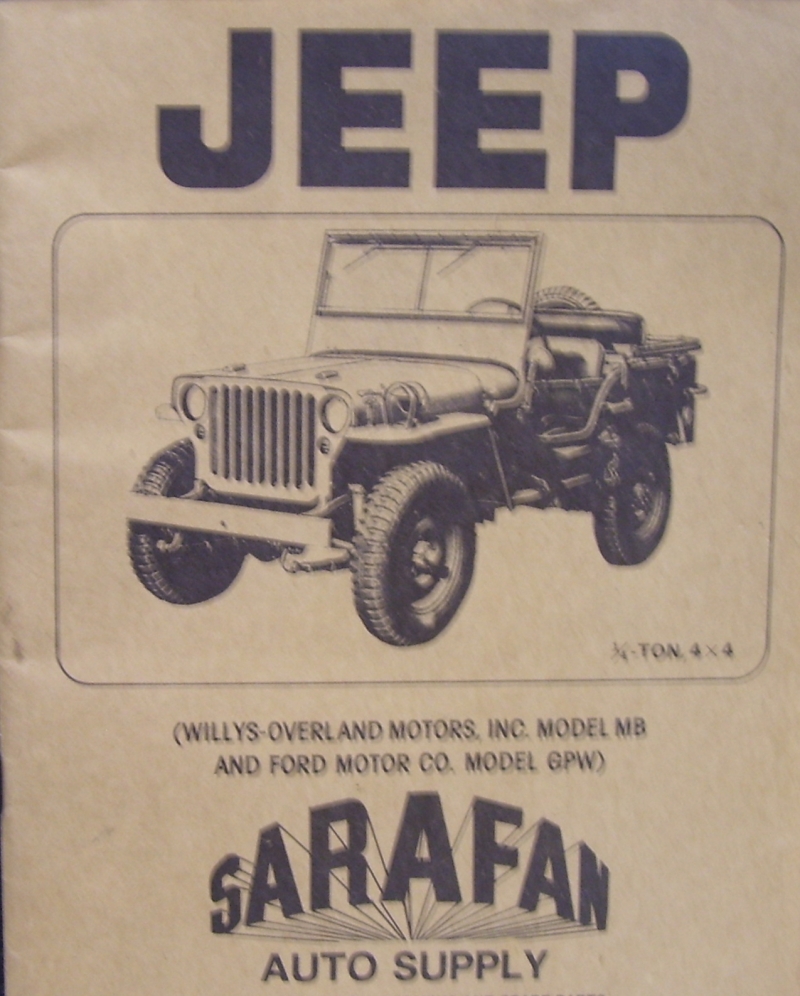 JEEP
¼-TON, 4×4
(WILLYS-OVERLAND MOTORS, INC. MODEL MB
AND FORD MOTOR CO. MODEL GPW)
SARAFAN
AUTO SUPPLY